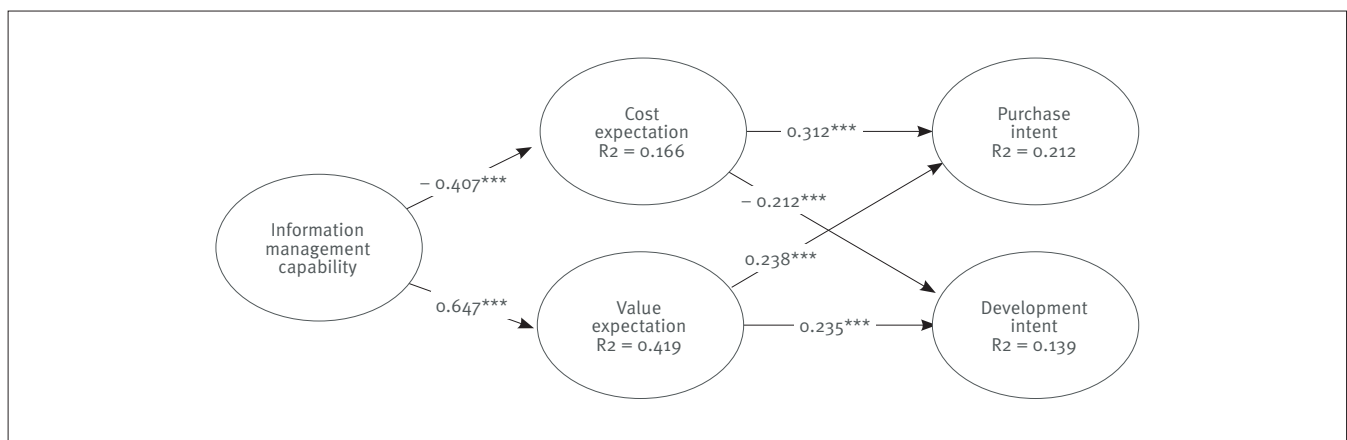 Cost
expectation
R2 = 0.166
Purchase
intent
R2 = 0.212
0.312***
– 0.407***
– 0.212***
Information
management
capability
0.238***
0.647***
Value
expectation
R2 = 0.419
0.235***
Development
intent
R2 = 0.139